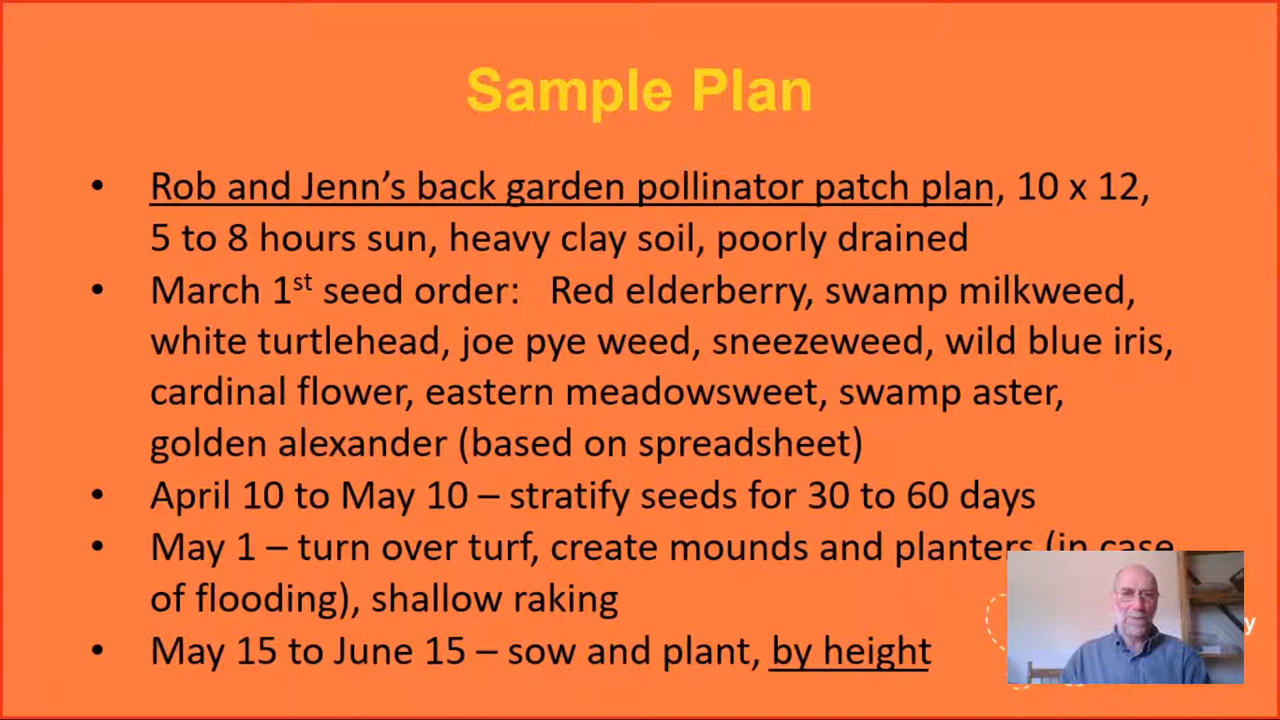 Sample Plan
• Rob and Jenn’s back garden pollinator patch plan, 10 x 12,
5 to 8 hours sun, heavy clay soil, poorly drained
• March 1st seed order: Red elderberry, swamp milkweed,
white turtlehead, joe pye weed, sneezeweed, wild blue iris,
cardinal flower, eastern meadowsweet, swamp aster,
golden alexander (based on spreadsheet)
• April 10 to May 10 – stratify seeds for 30 to 60 days
• May 1 – turn over turf, create mounds and planters (in case
of flooding), shallow raking
• May 15 to June 15 – sow and plant, by height